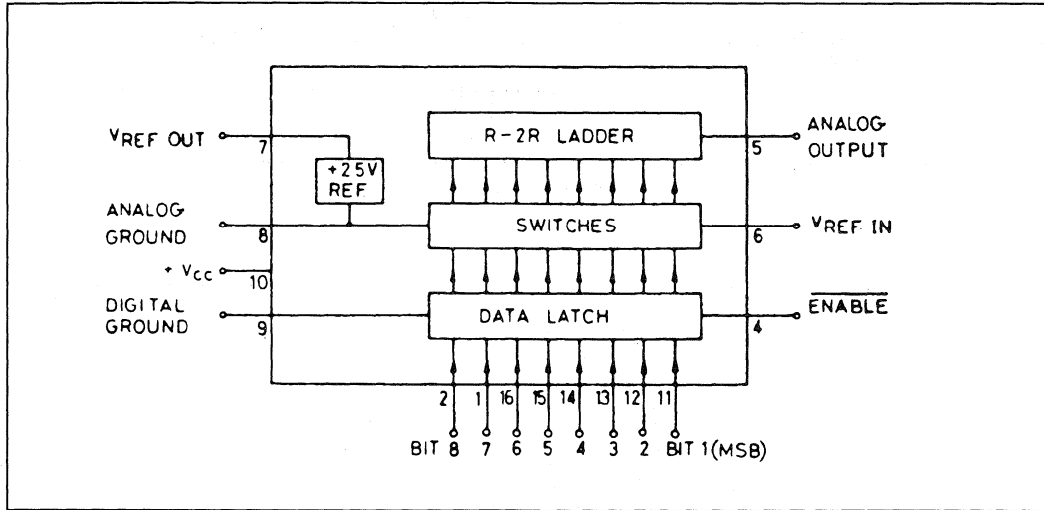 VREF OUT
7
+2.5V
REF
R-2R LADDER
5
ANALOG
OUTPUT
ANALOG
GROUND
8
SWITCHES
6
VREF IN
+ VCC
10
DIGITAL
GROUND
9
DATA LATCH
4
ENABLE
2 1 16 15 14 13 12 11
BIT 8 7 6 5 4 3 2 BIT 1(MSB)